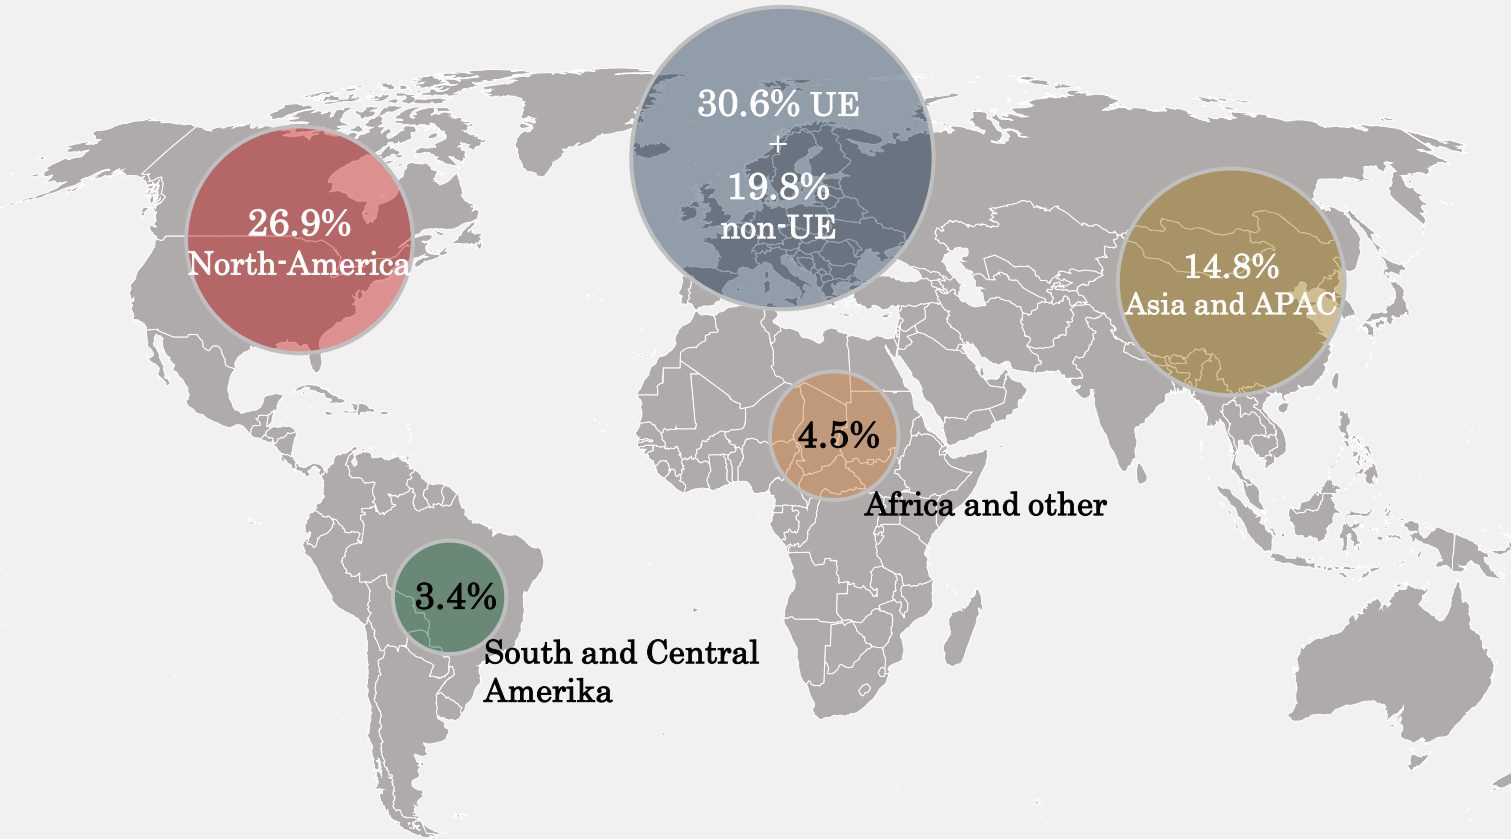 30.6% UE
+
19.8%
non-UE
26.9%
North-America
14.8%
Asia and APAC
4.5%
Africa and other
3.4%
South and Central
Amerika